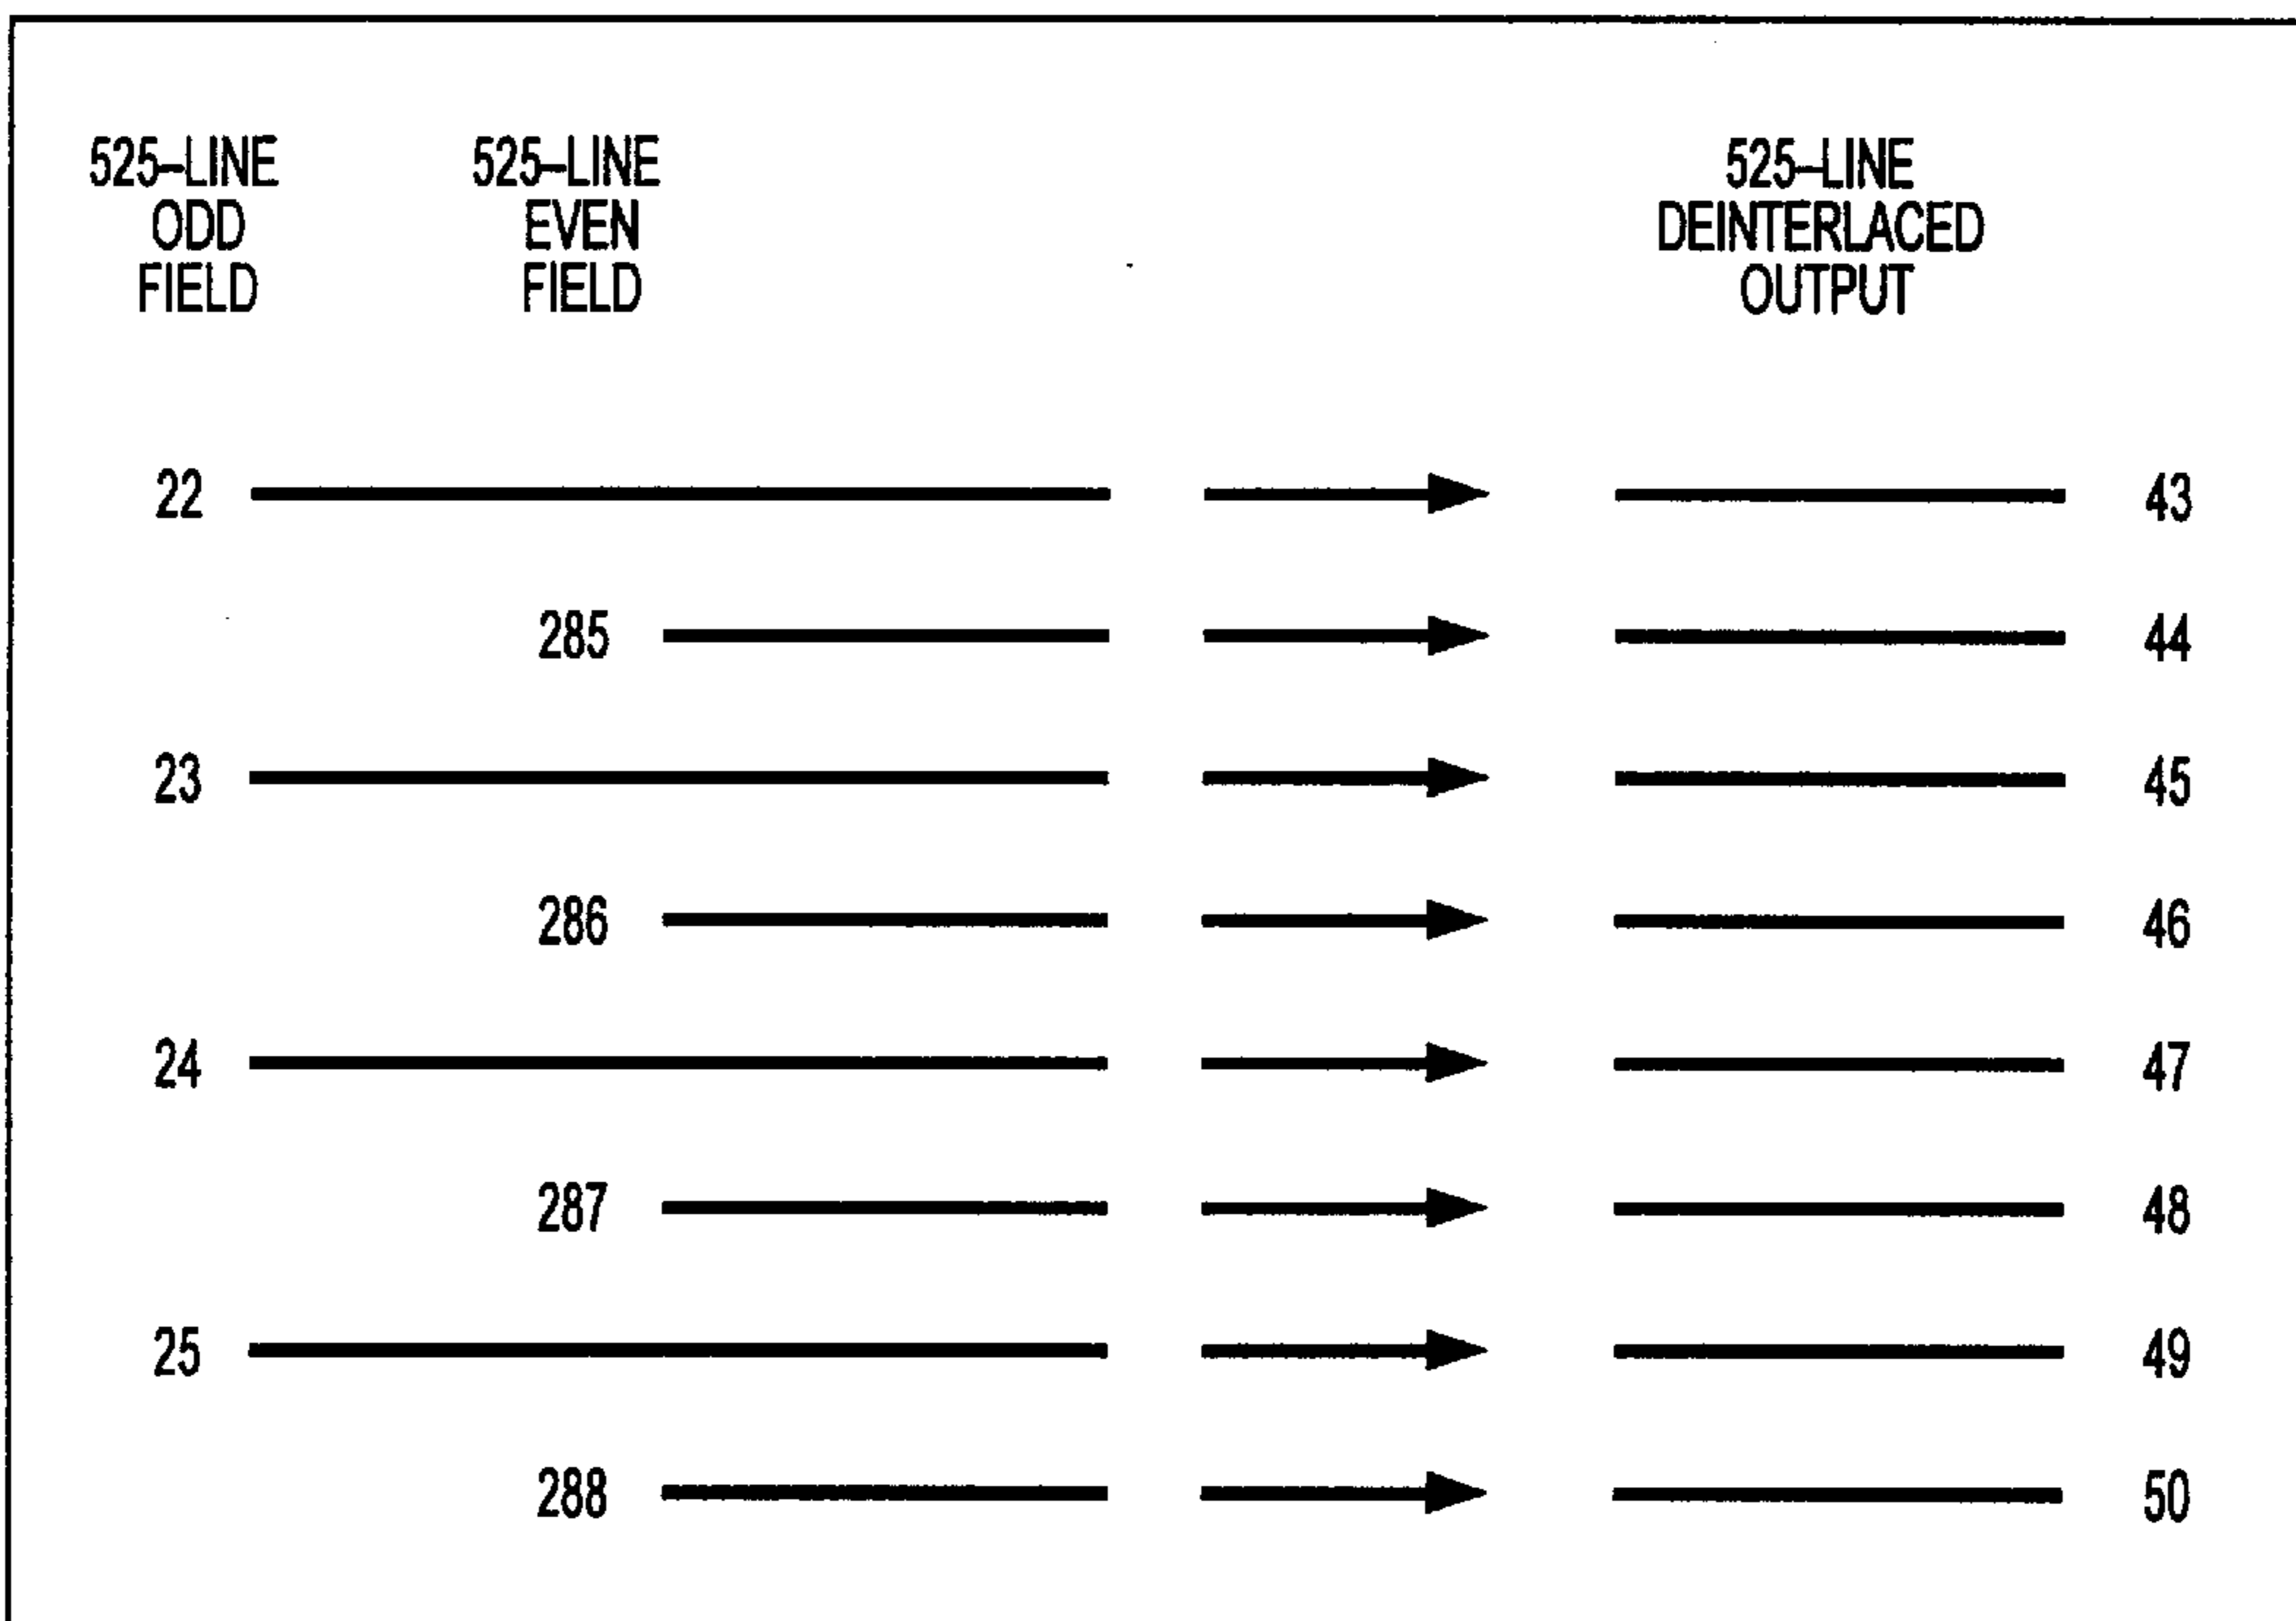 525–LINE
ODD
FIELD
525–LINE
EVEN
FIELD
525–LINE
DEINTERLACED
OUTPUT
22 43
285 44
23 45
286 46
24 47
287 48
25 49
288 50